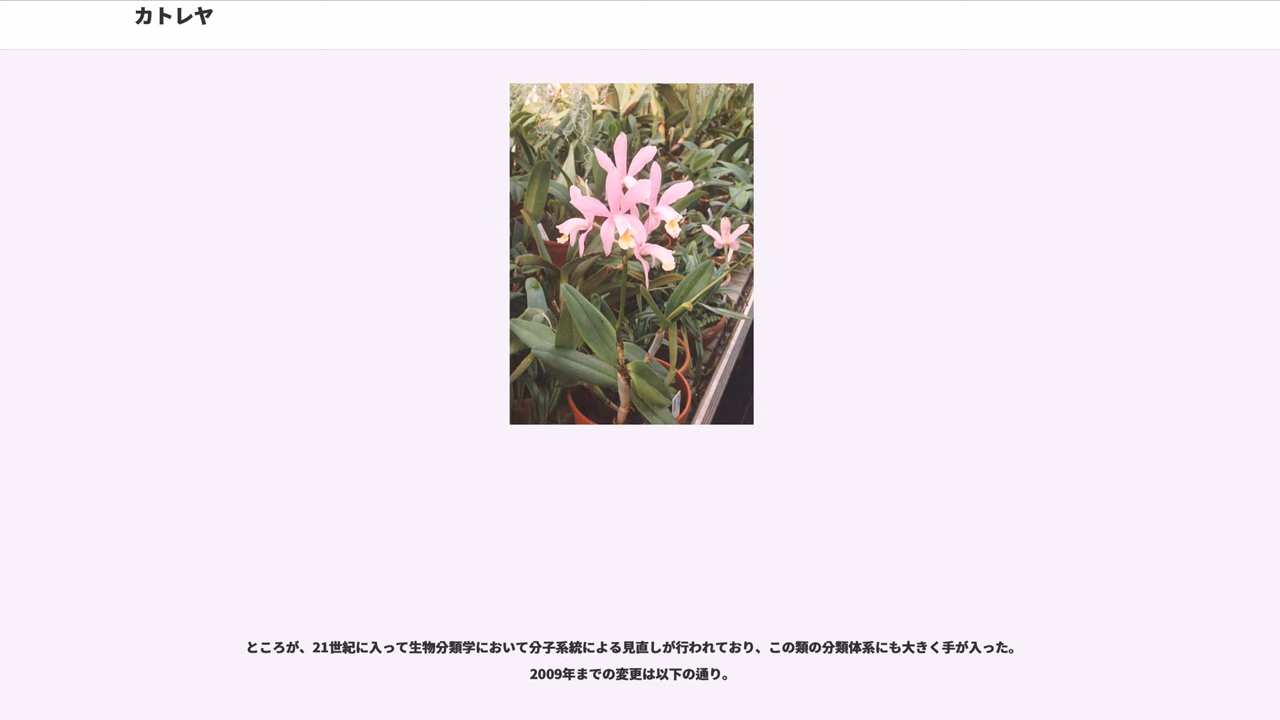 カトレヤ
ところが、21世紀に入って生物分類学において分子系統による見直しが行われており、この類の分類体系にも大きく手が入った。
2009年までの変更は以下の通り。